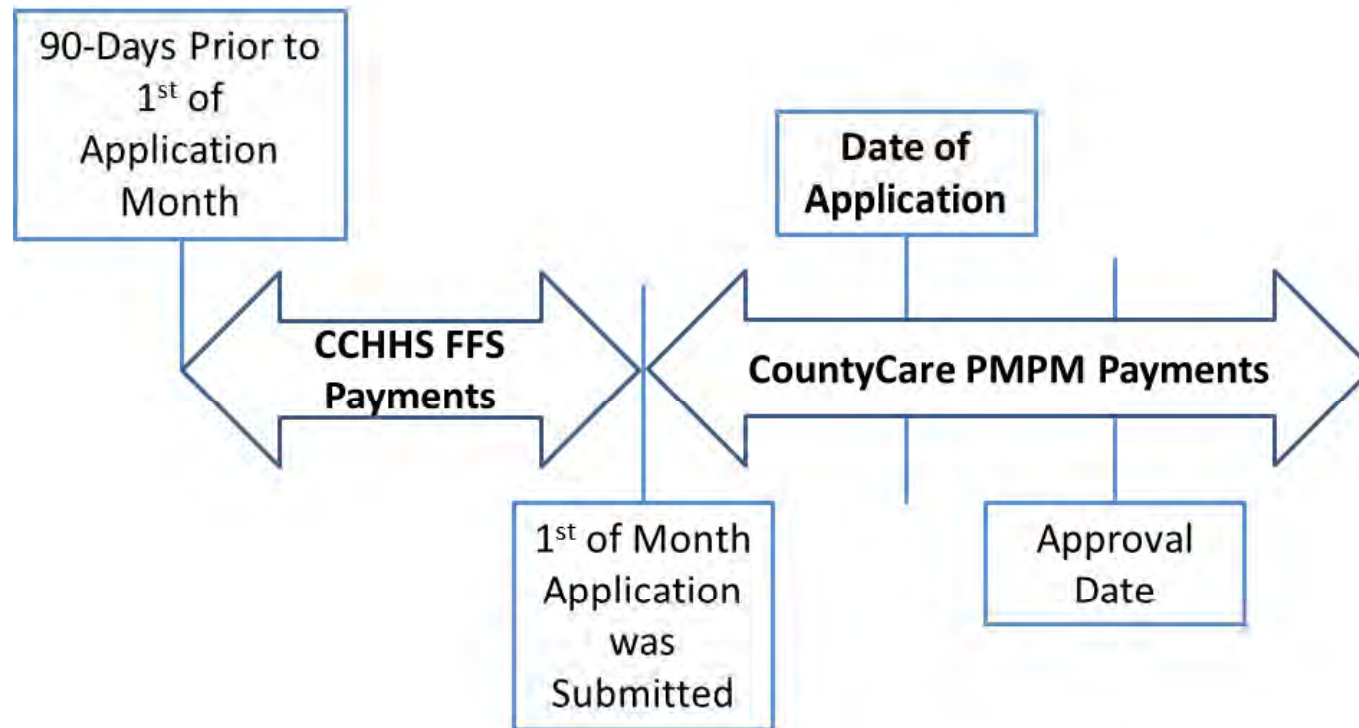 90-Days Prior to
1st of
Application
Month
Date of
Application
CCHHS FFS
Payments
CountyCare PMPM Payments
1st of Month
Application
was
Submitted
Approval
Date